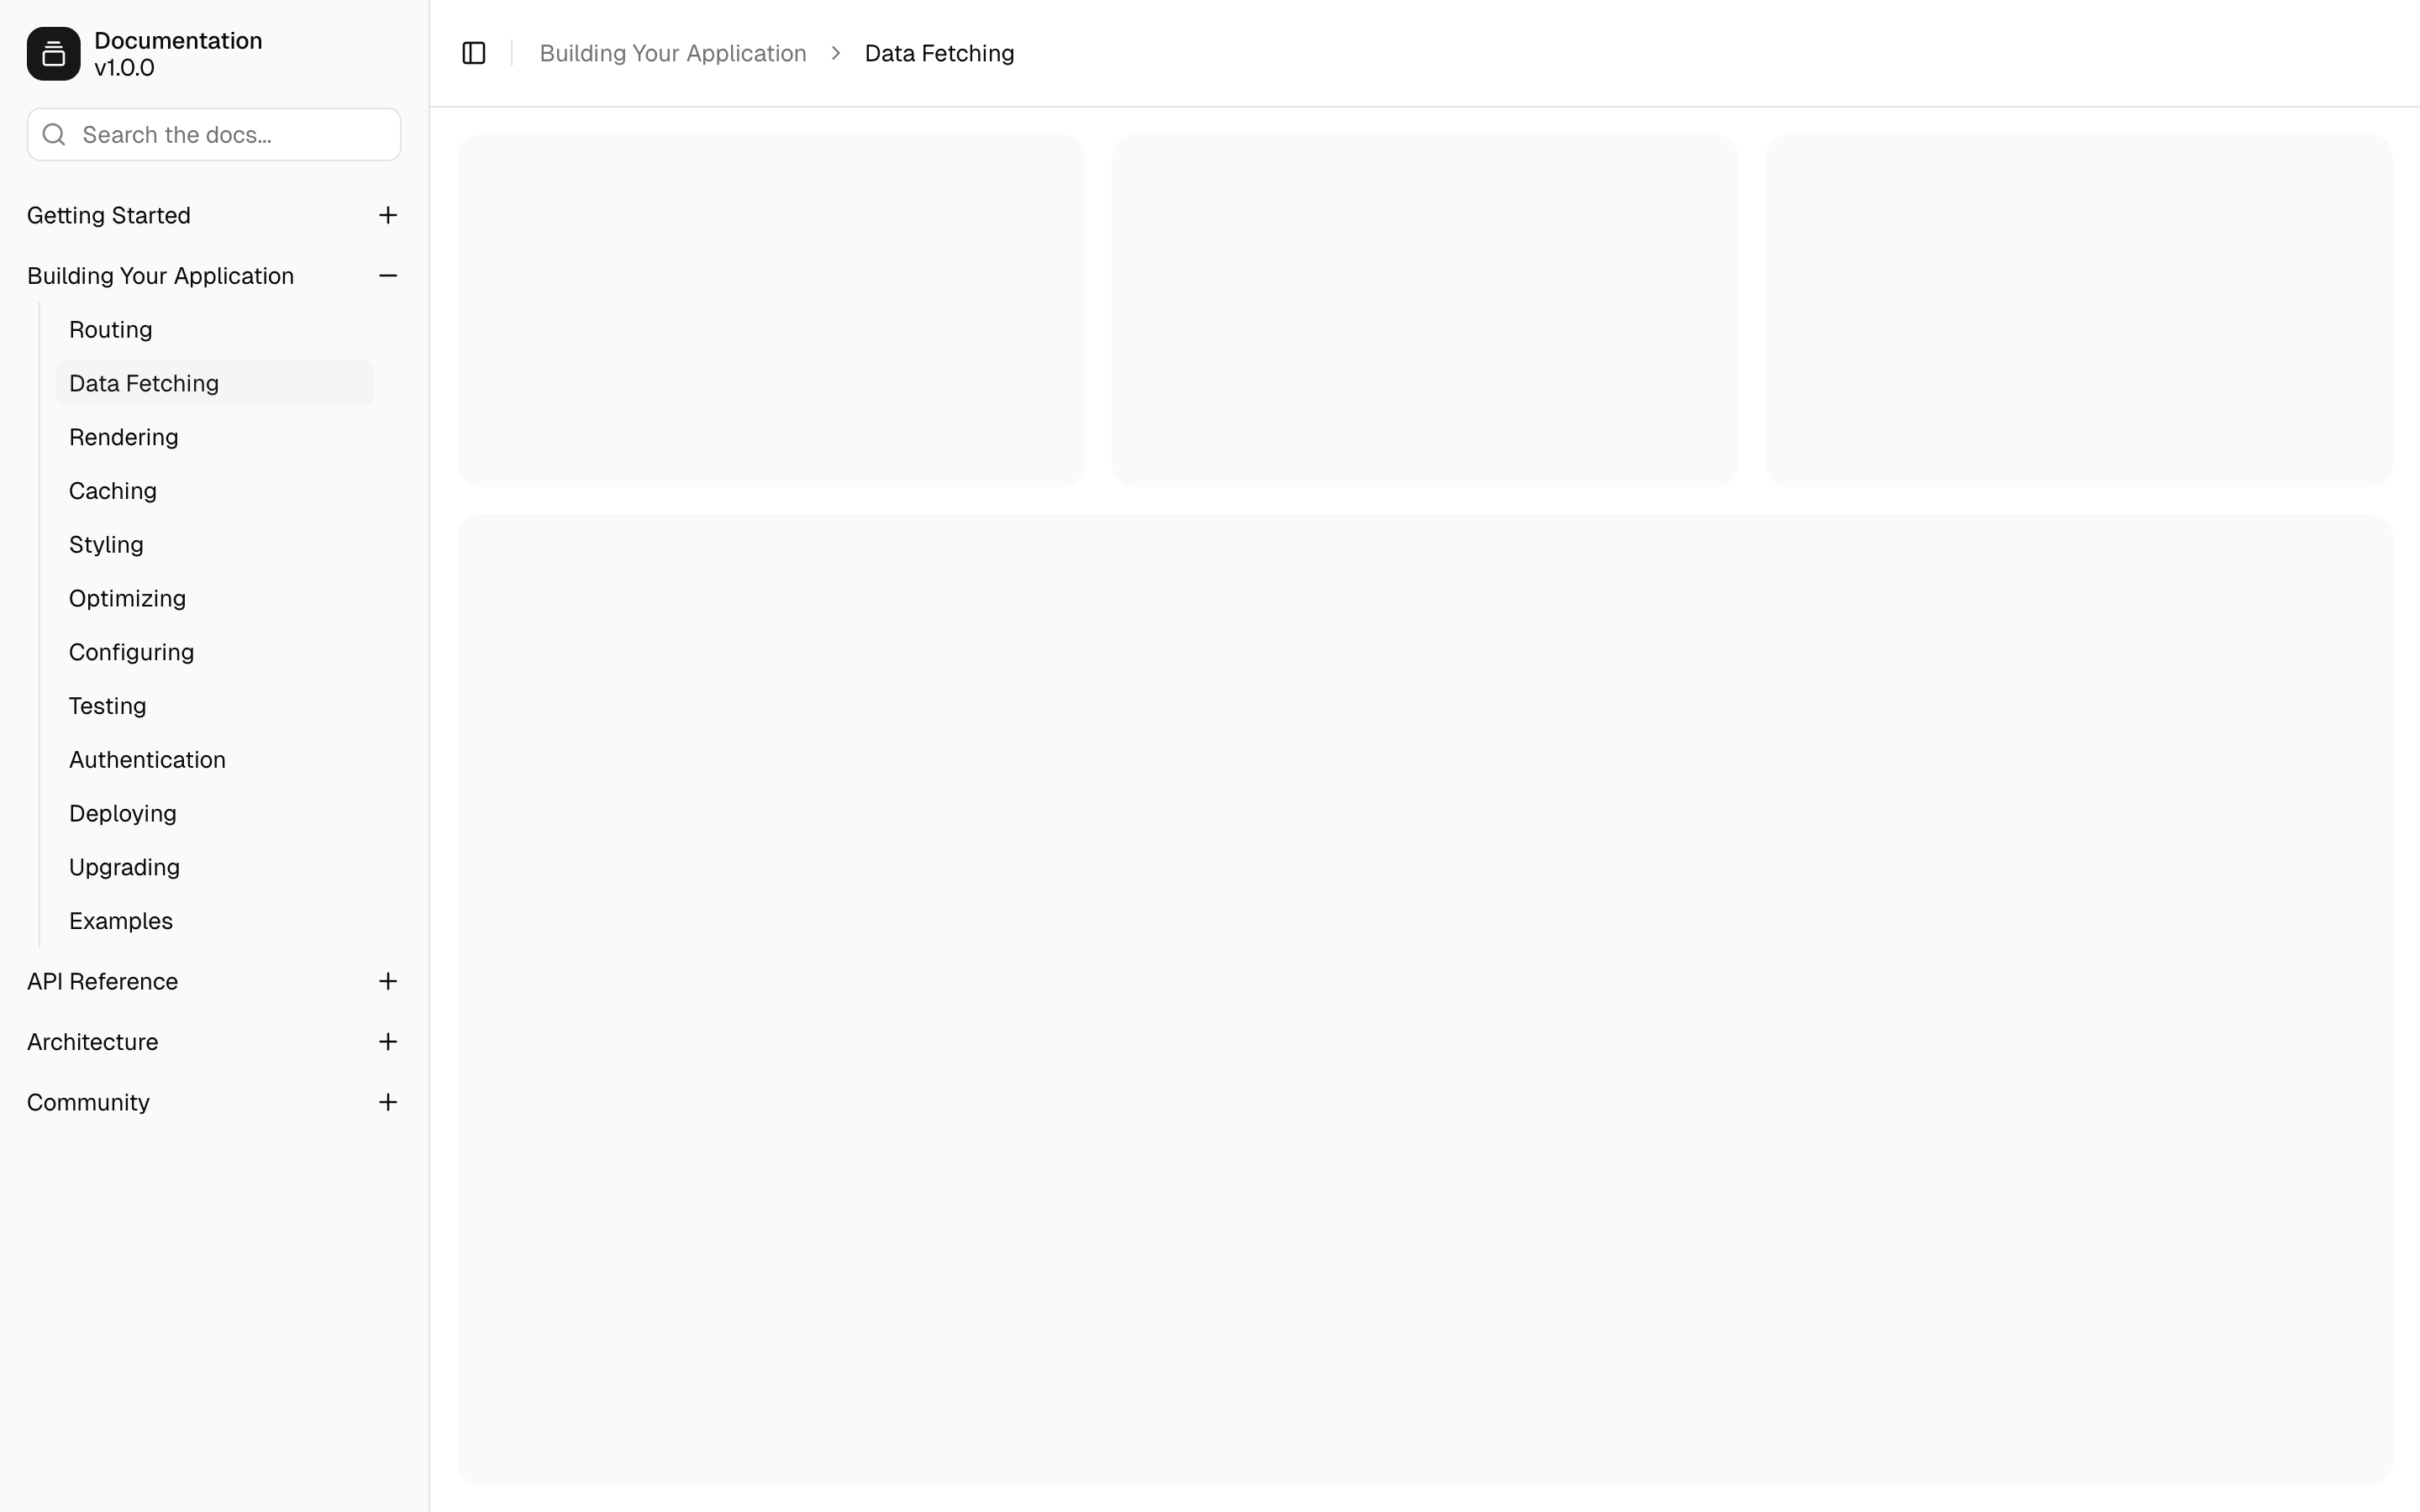 Documentation
v1.0.0
Search the docs...
Getting Started
Building Your Application
Routing
Data Fetching
Rendering
Caching
Styling
Optimizing
Configuring
Testing
Authentication
Deploying
Upgrading
Examples
API Reference
Architecture
Community
Building Your Application > Data Fetching